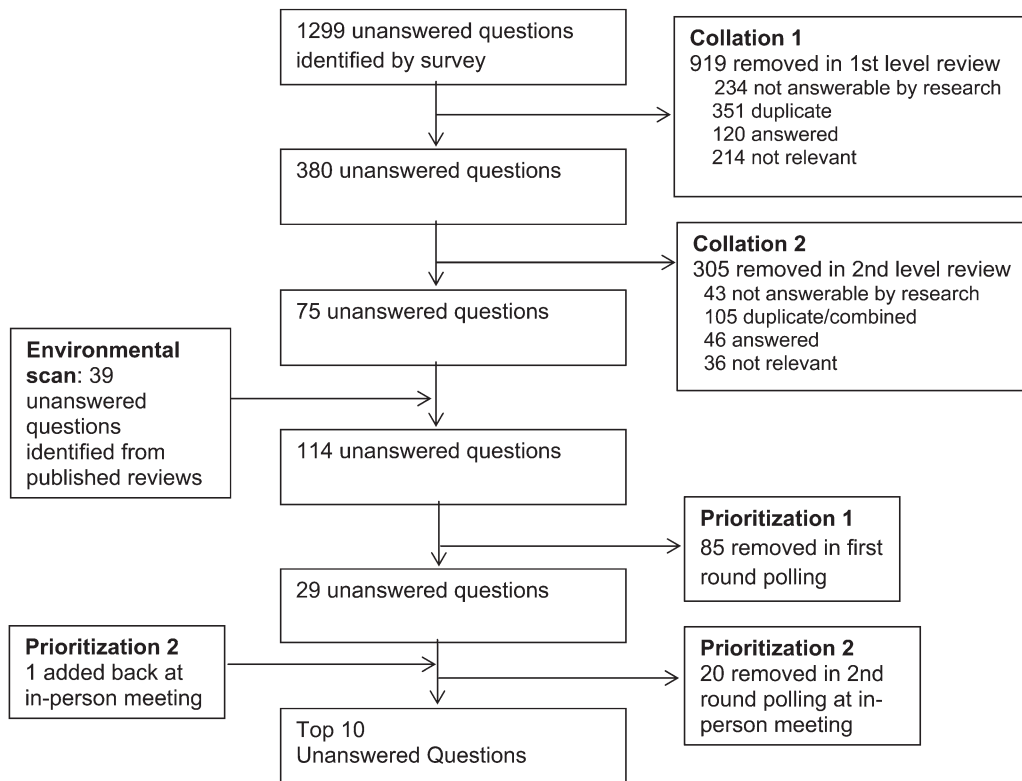 1299 unanswered questions
identified by survey
Collation 1
919 removed in 1st level review
234 not answerable by research
351 duplicate
120 answered
214 not relevant
380 unanswered questions
Collation 2
305 removed in 2nd level review
43 not answerable by research
105 duplicate/combined
46 answered
36 not relevant
75 unanswered questions
Environmental
scan: 39
unanswered
questions
identified from
published reviews
114 unanswered questions
Prioritization 1
85 removed in first
round polling
29 unanswered questions
Prioritization 2
1 added back at
in-person meeting
Prioritization 2
20 removed in 2nd
round polling at in-
person meeting
Top 10
Unanswered Questions